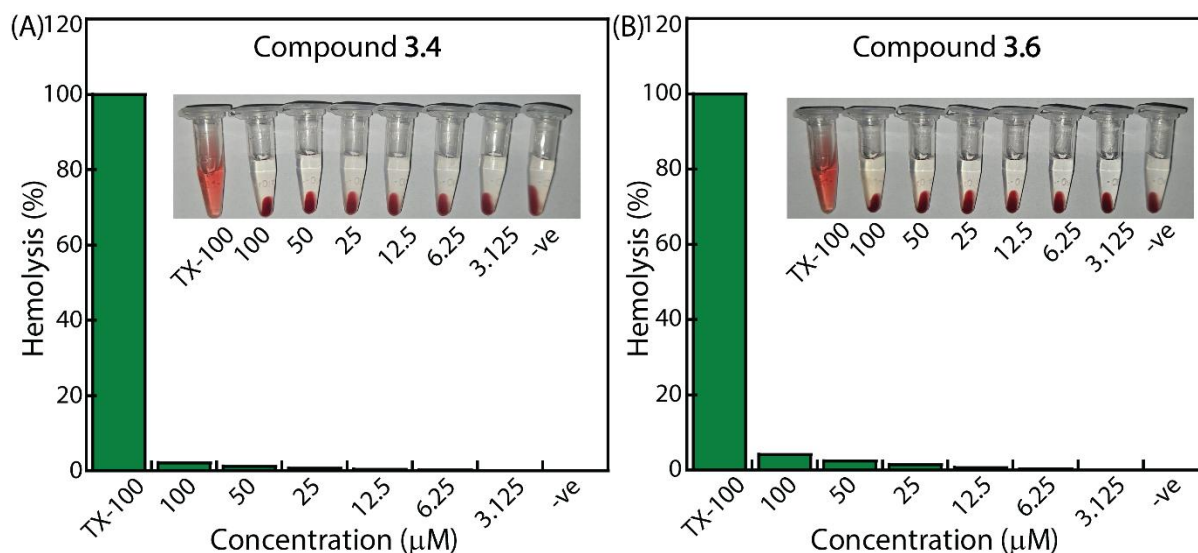 (A)
Compound 3.4
Hemolysis (%)
120
100
80
60
40
20
0
TX-100 100 50 25 12.5 6.25 3.125 -ve
TX-100 100 50 25 12.5 6.25 3.125 -ve
Concentration (μM)
(B)
Compound 3.6
Hemolysis (%)
120
100
80
60
40
20
0
TX-100 100 50 25 12.5 6.25 3.125 -ve
TX-100 100 50 25 12.5 6.25 3.125 -ve
Concentration (μM)